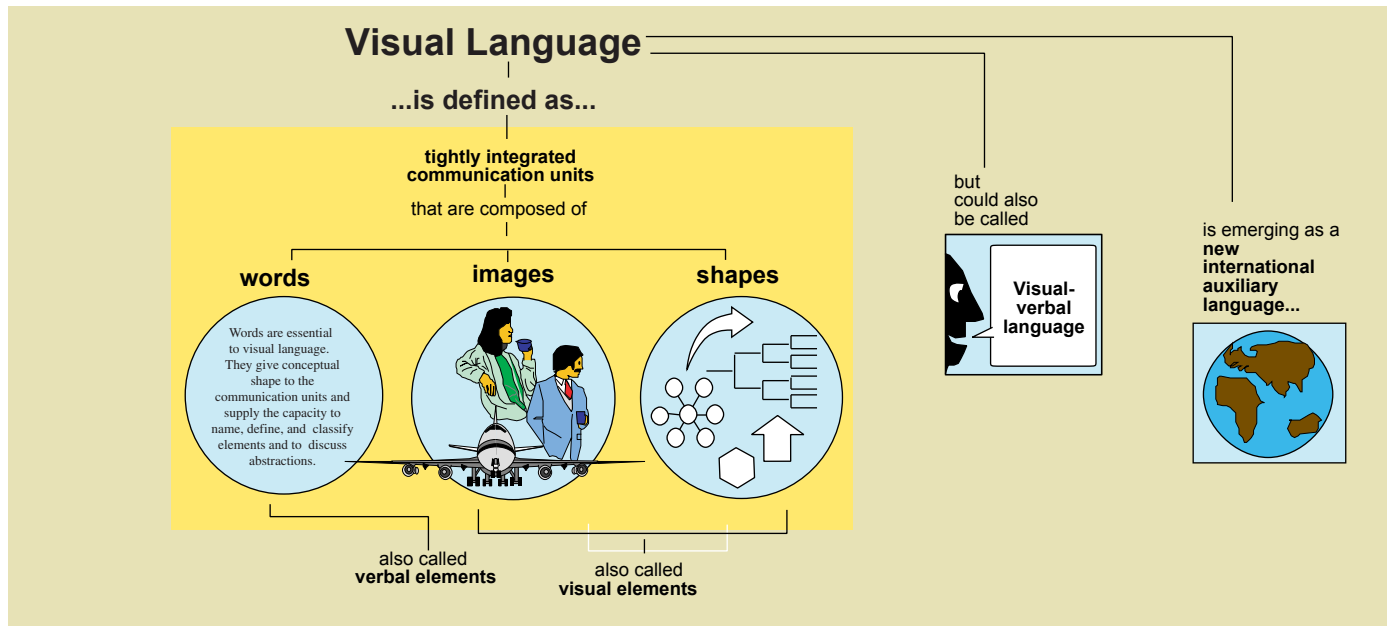 Visual Language
...is defined as...
tightly integrated
communication units
that are composed of
words
images
shapes
Words are essential
to visual language.
They give conceptual
shape to the
communication units and
supply the capacity to
name, define, and classify
elements and to discuss
abstractions.
also called
verbal elements
also called
visual elements
but
could also
be called
Visual-
verbal
language
is emerging as a
new
international
auxiliary
language...